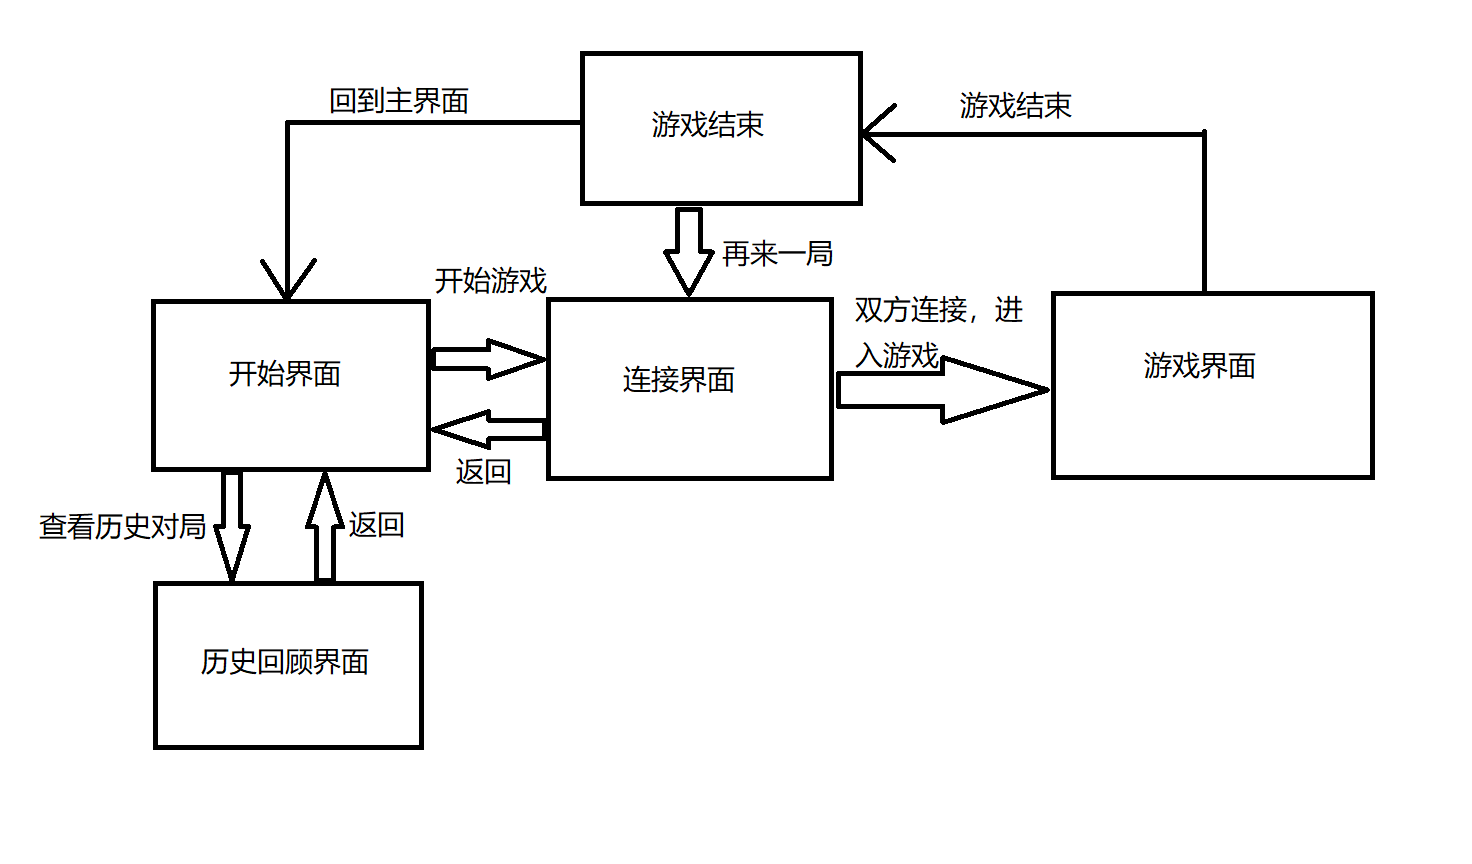 回到主界面
游戏结束
游戏结束
再来一局
开始游戏
双方连接，进
入游戏
开始界面
连接界面
游戏界面
返回
查看历史对局
返回
历史回顾界面